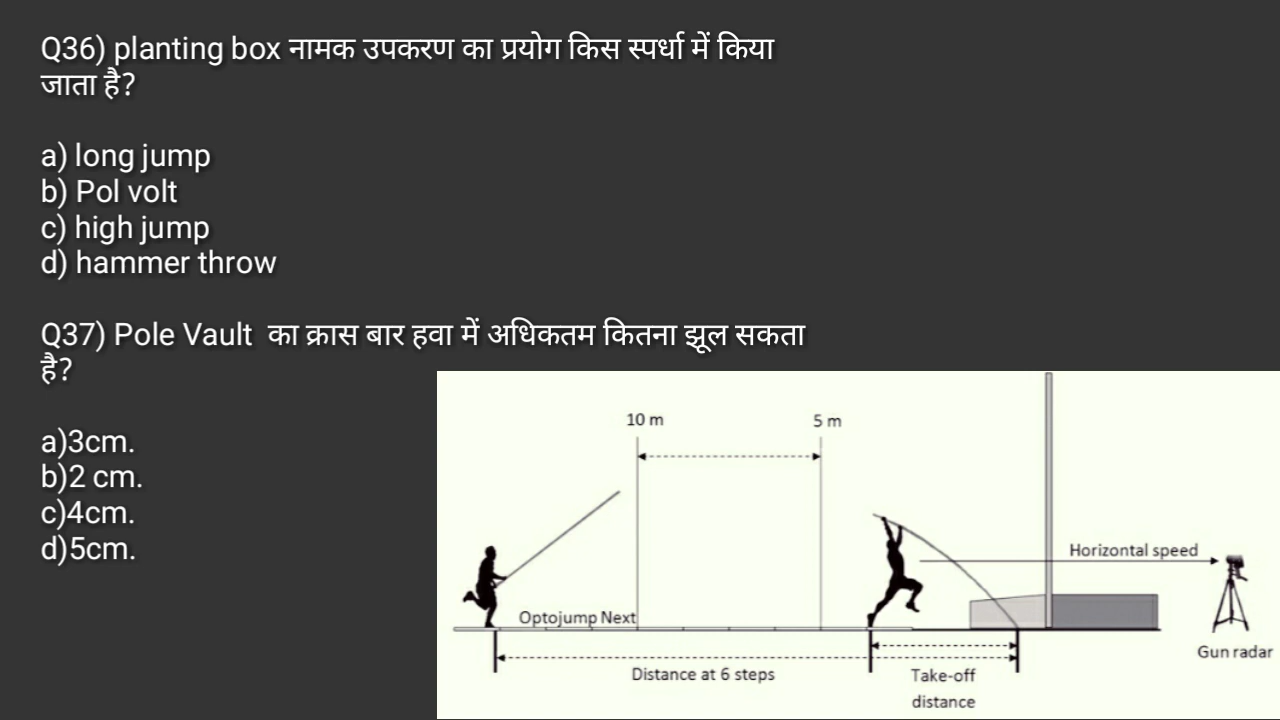 Q36) planting box नामक उपकरण का प्रयोग किस स्पर्धा में किया
जाता है?
a) long jump
b) Pol volt
c) high jump
d) hammer throw
Q37) Pole Vault का क्रास बार हवा में अधिकतम कितना झूल सकता
है?
a)3cm.
b)2 cm.
c)4cm.
d)5cm.
10 m
5 m
Horizontal speed
Optojump Next
Gun radar
Distance at 6 steps
Take-off
distance